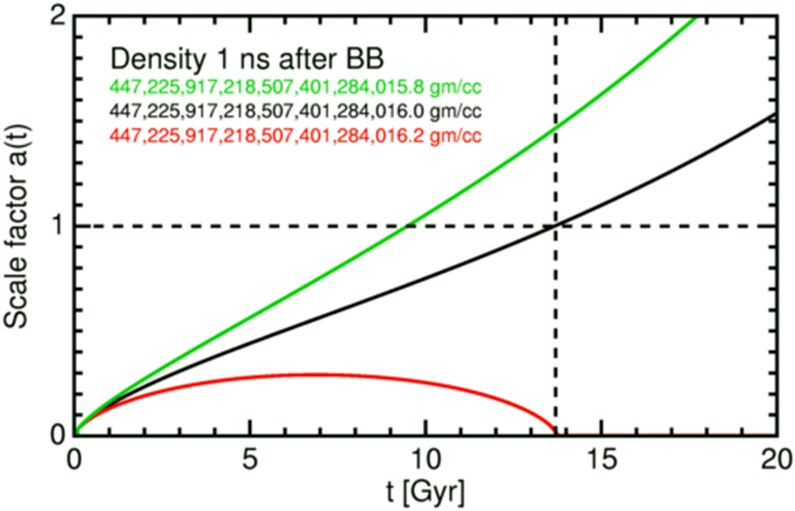 2
Density 1 ns after BB
447,225,917,218,507,401,284,015.8 gm/cc
447,225,917,218,507,401,284,016.0 gm/cc
447,225,917,218,507,401,284,016.2 gm/cc
Scale factor a(t)
1
0
0 5 10 15 20
t [Gyr]